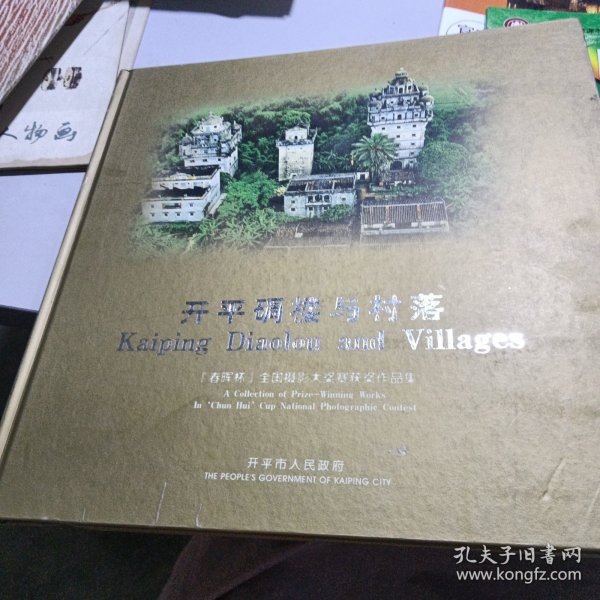 人物画
开平碉楼与村落
Kaiping Diaolou and Villages
「春晖杯」全国摄影大奖赛获奖作品集
A Collection of Prize-Winning Works
In 'Chun Hui' Cup National Photographic Contest
开平市人民政府
THE PEOPLE'S GOVERNMENT OF KAIPING CITY
孔夫子旧书网
www.kongfz.com